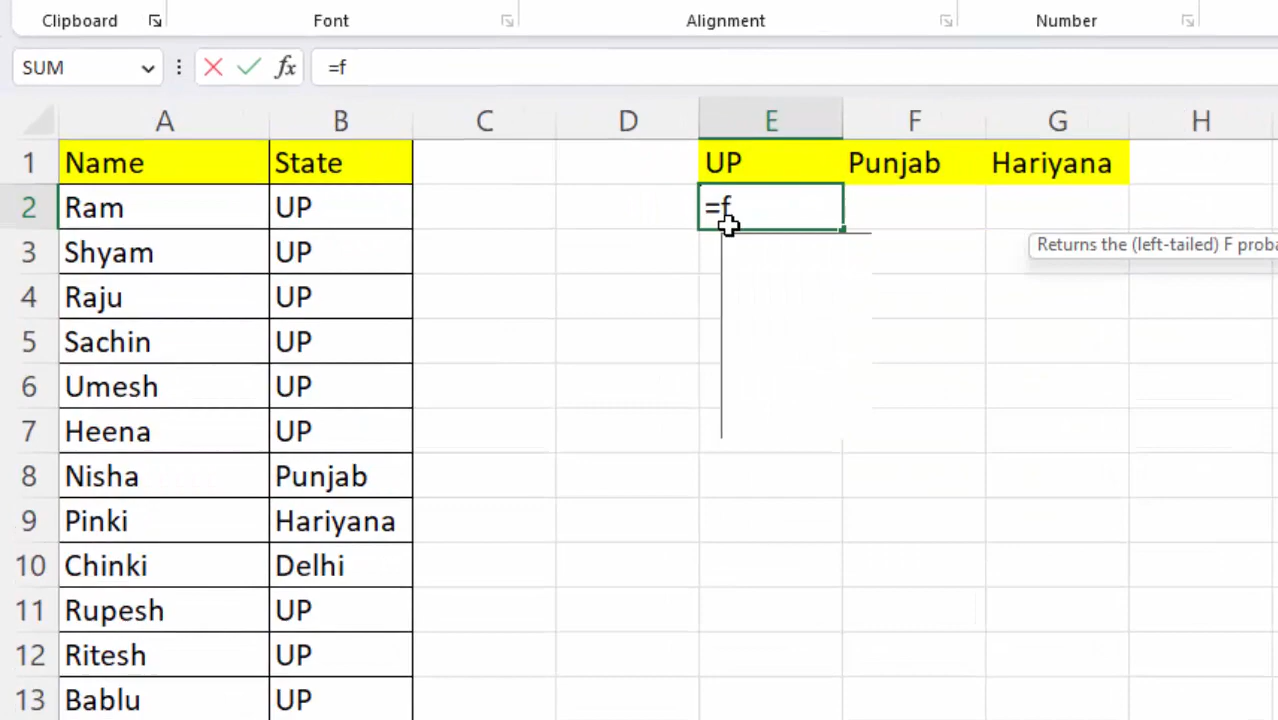 Clipboard Font Alignment Number
SUM fx =f
A B C D E F G H
1 Name State UP Punjab Hariyana
2 Ram UP =f
Returns the (left-tailed) F proba
3 Shyam UP
4 Raju UP
5 Sachin UP
6 Umesh UP
7 Heena UP
8 Nisha Punjab
9 Pinki Hariyana
10 Chinki Delhi
11 Rupesh UP
12 Ritesh UP
13 Bablu UP